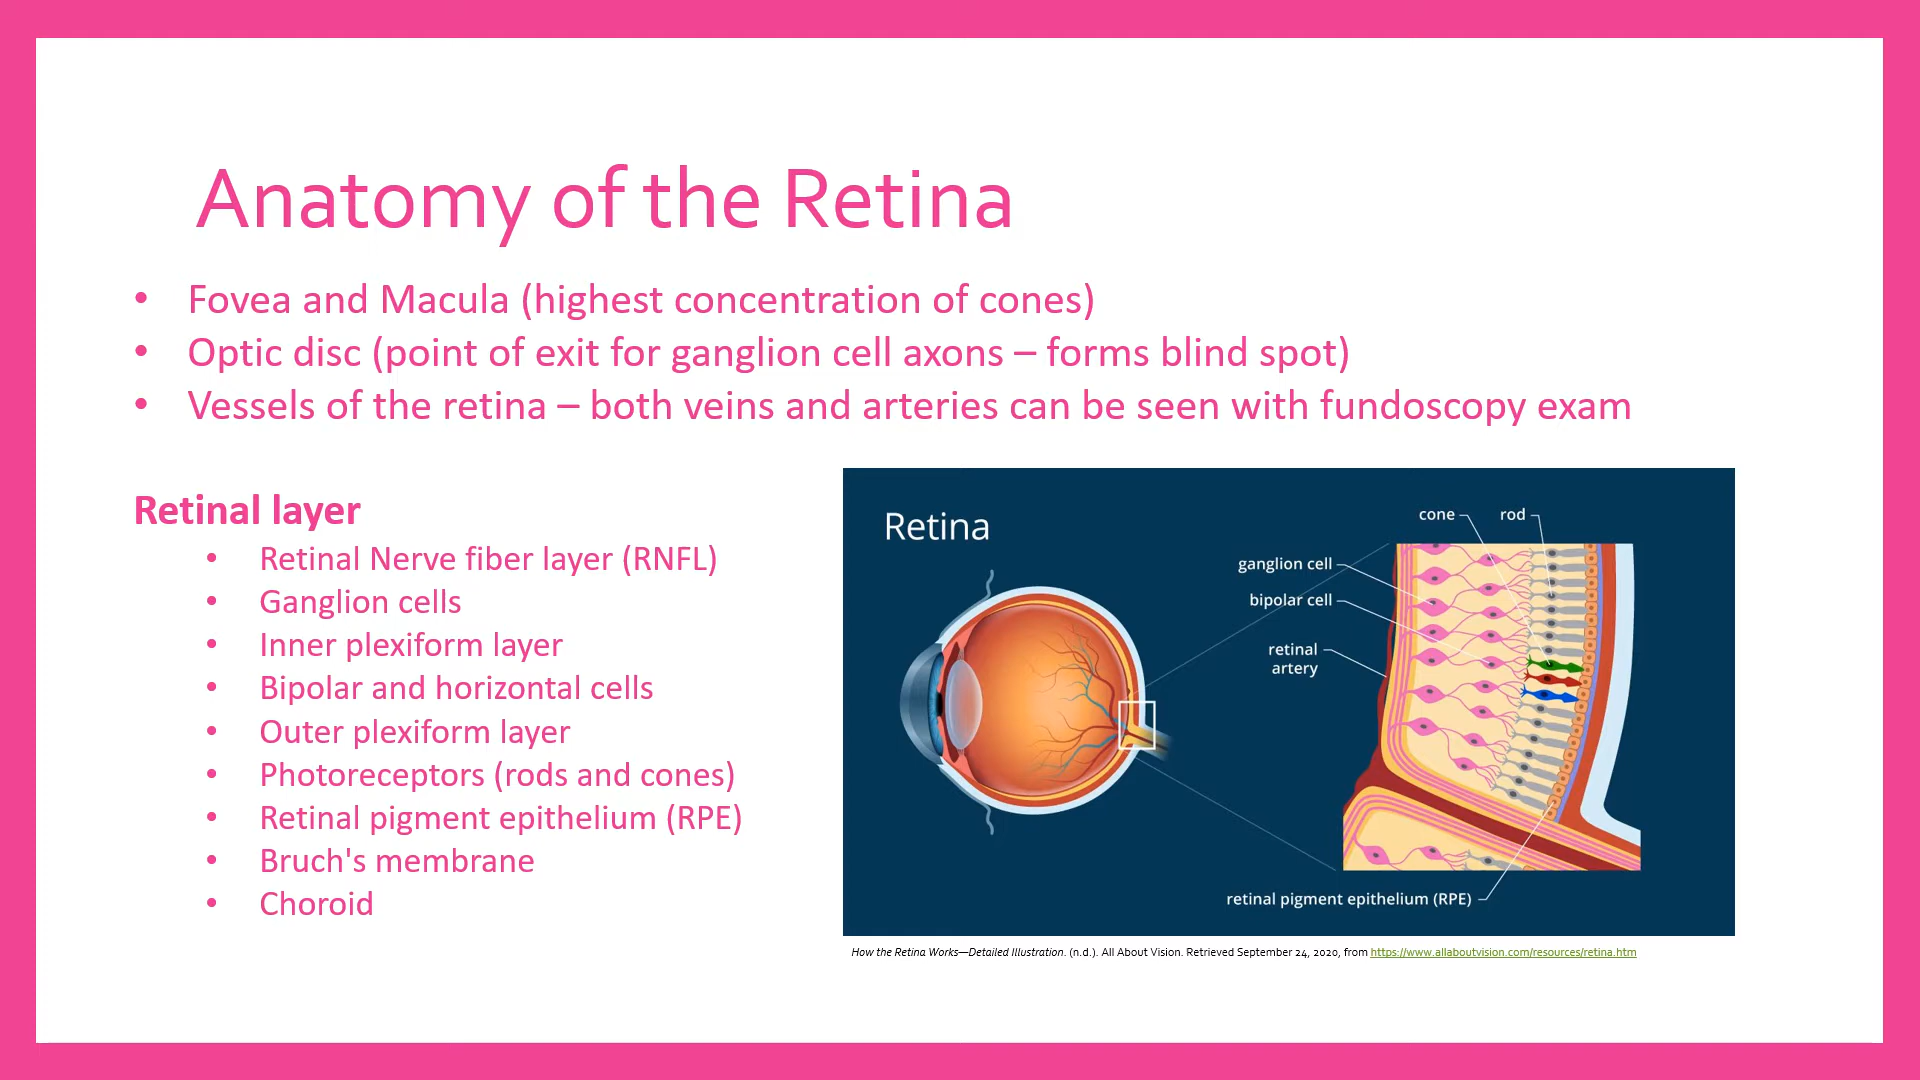 Anatomy of the Retina
• Fovea and Macula (highest concentration of cones)
• Optic disc (point of exit for ganglion cell axons – forms blind spot)
• Vessels of the retina – both veins and arteries can be seen with fundoscopy exam
Retinal layer
• Retinal Nerve fiber layer (RNFL)
• Ganglion cells
• Inner plexiform layer
• Bipolar and horizontal cells
• Outer plexiform layer
• Photoreceptors (rods and cones)
• Retinal pigment epithelium (RPE)
• Bruch's membrane
• Choroid
Retina
cone
rod
ganglion cell
bipolar cell
retinal
artery
retinal pigment epithelium (RPE)
How the Retina Works—Detailed Illustration. (n.d.). All About Vision. Retrieved September 24, 2020, from https://www.allaboutvision.com/resources/retina.htm